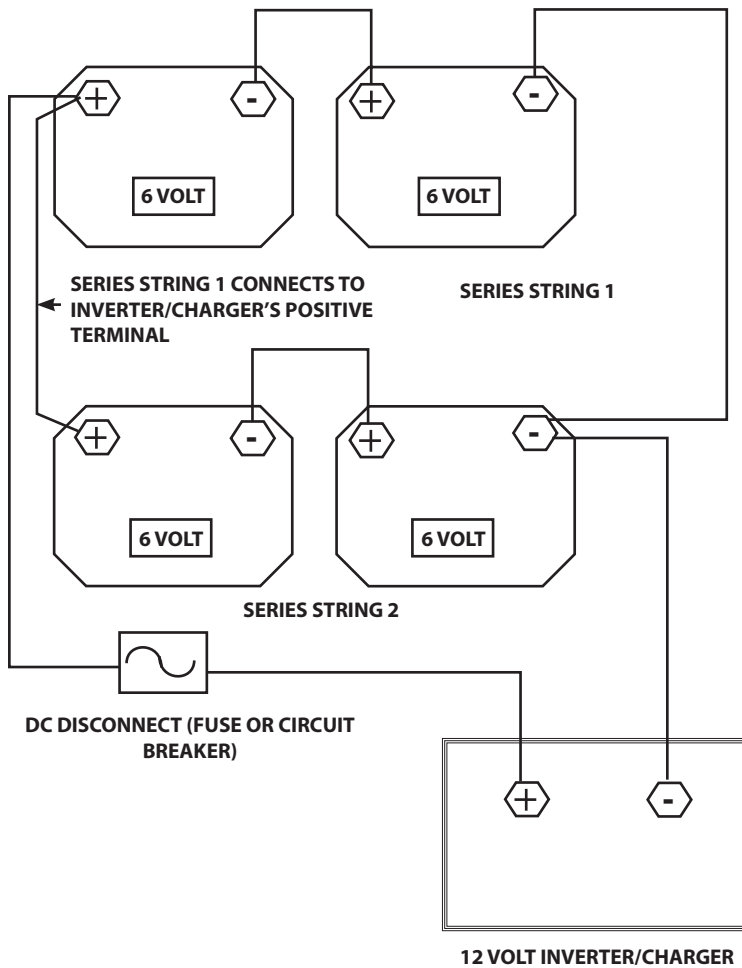 +
-
+
-
6 VOLT
6 VOLT
SERIES STRING 1 CONNECTS TO
INVERTER/CHARGER’S POSITIVE
TERMINAL
SERIES STRING 1
+
-
+
-
6 VOLT
6 VOLT
SERIES STRING 2
DC DISCONNECT (FUSE OR CIRCUIT
BREAKER)
+
-
12 VOLT INVERTER/CHARGER